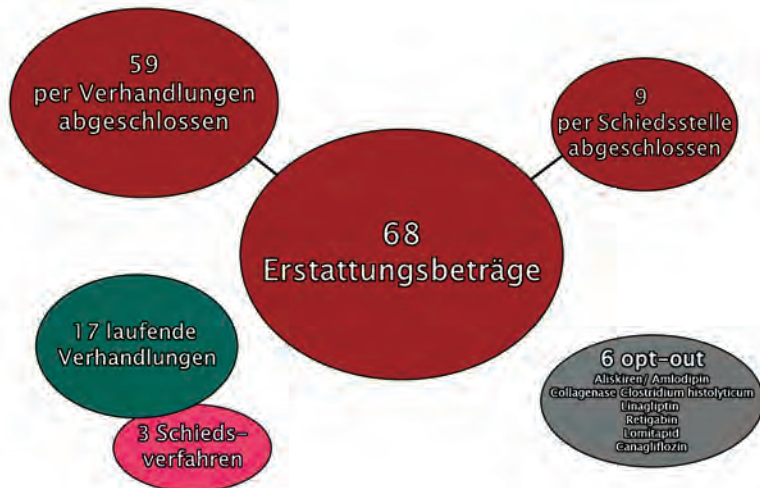 59
per Verhandlungen
abgeschlossen
9
per Schiedsstelle
abgeschlossen
68
Erstattungsbeträge
17 laufende
Verhandlungen
3 Schieds-
verfahren
6 opt-out
Aliskiren/ Amlodipin
Collagenase Clostridium histolyticum
Linagliptin
Retigabin
Lomitapid
Canagliflozin